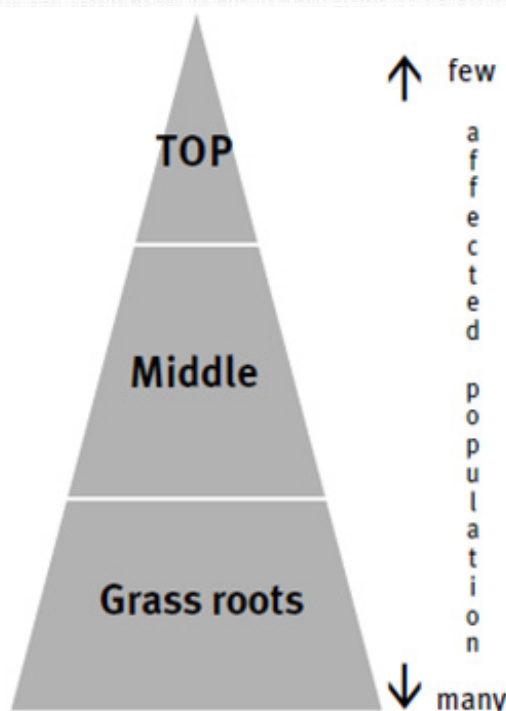 few
TOP
affected population
Middle
Grass roots
many